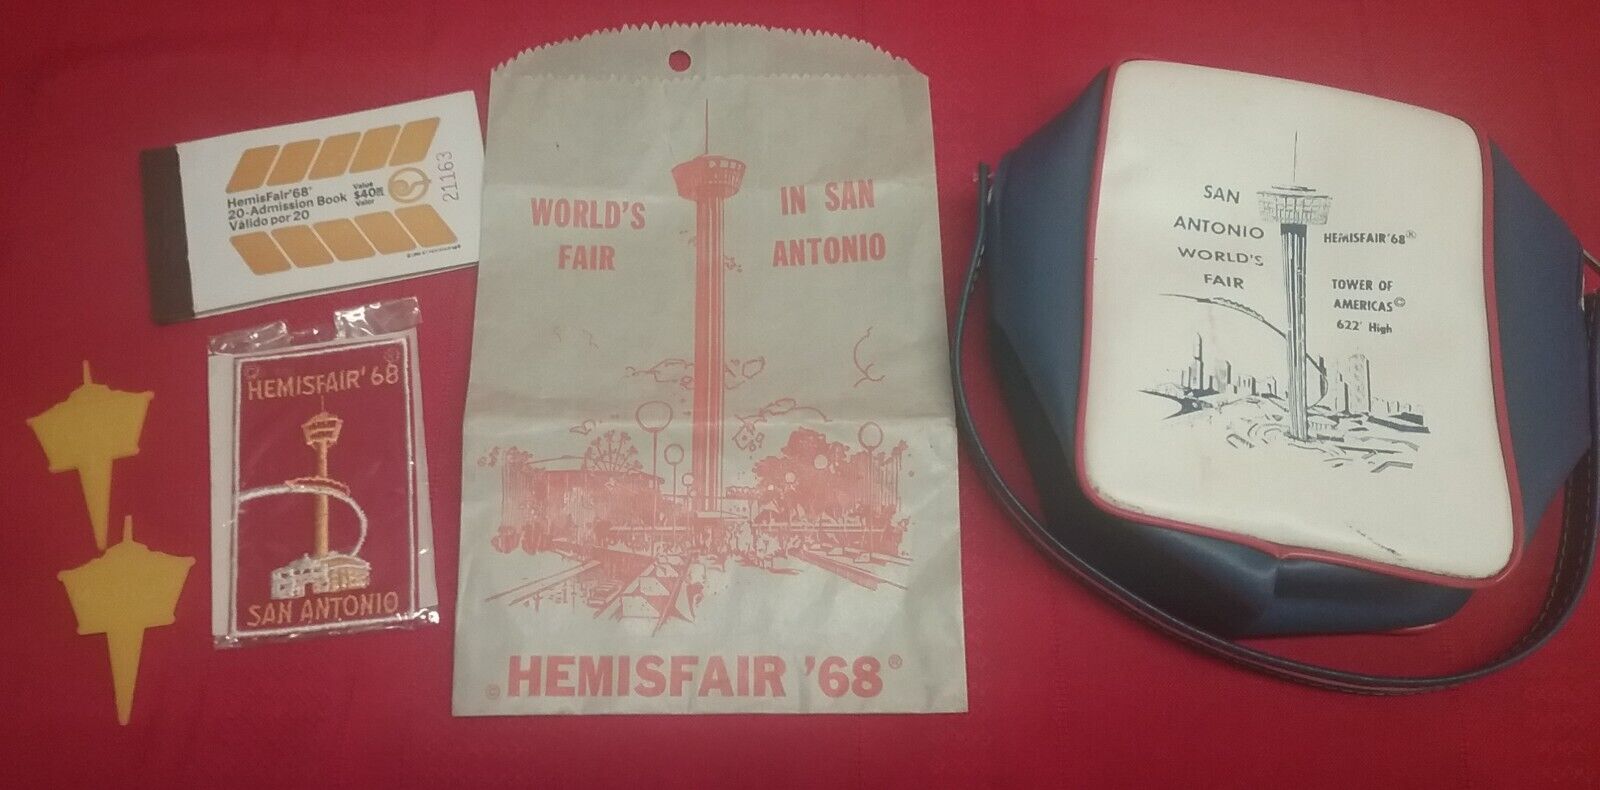 HemisFair'68®
20-Admission Book
Válido por 20
Value
$40.00
Valor
21163
HEMISFAIR '68
SAN ANTONIO
WORLD'S
FAIR
IN SAN
ANTONIO
© HEMISFAIR '68®
SAN
ANTONIO
WORLD'S
FAIR
HEMISFAIR'68®
TOWER OF
AMERICAS©
622' High